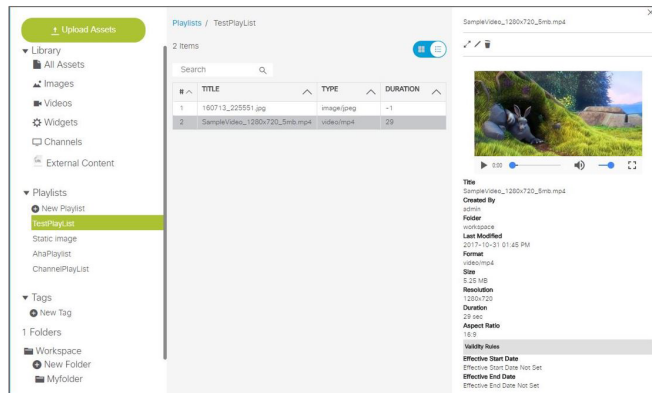 Upload Assets
Library
All Assets
Images
Videos
Widgets
Channels
External Content
Playlists
New Playlist
TestPlayList
Static image
AhaPlaylist
ChannelPlayList
Tags
New Tag
1 Folders
Workspace
New Folder
Myfolder
Playlists / TestPlayList
2 Items
Search
# TITLE TYPE DURATION
1 160713_225551.jpg image/jpeg -1
2 SampleVideo_1280x720_5mb.mp4 video/mp4 29
SampleVideo_1280x720_5mb.mp4
0:00
Title
SampleVideo_1280x720_5mb.mp4
Created By
admin
Folder
workspace
Last Modified
2017-10-31 01:45 PM
Format
video/mp4
Size
5.25 MB
Resolution
1280x720
Duration
29 sec
Aspect Ratio
16:9
Validity Rules
Effective Start Date
Effective Start Date Not Set
Effective End Date
Effective End Date Not Set